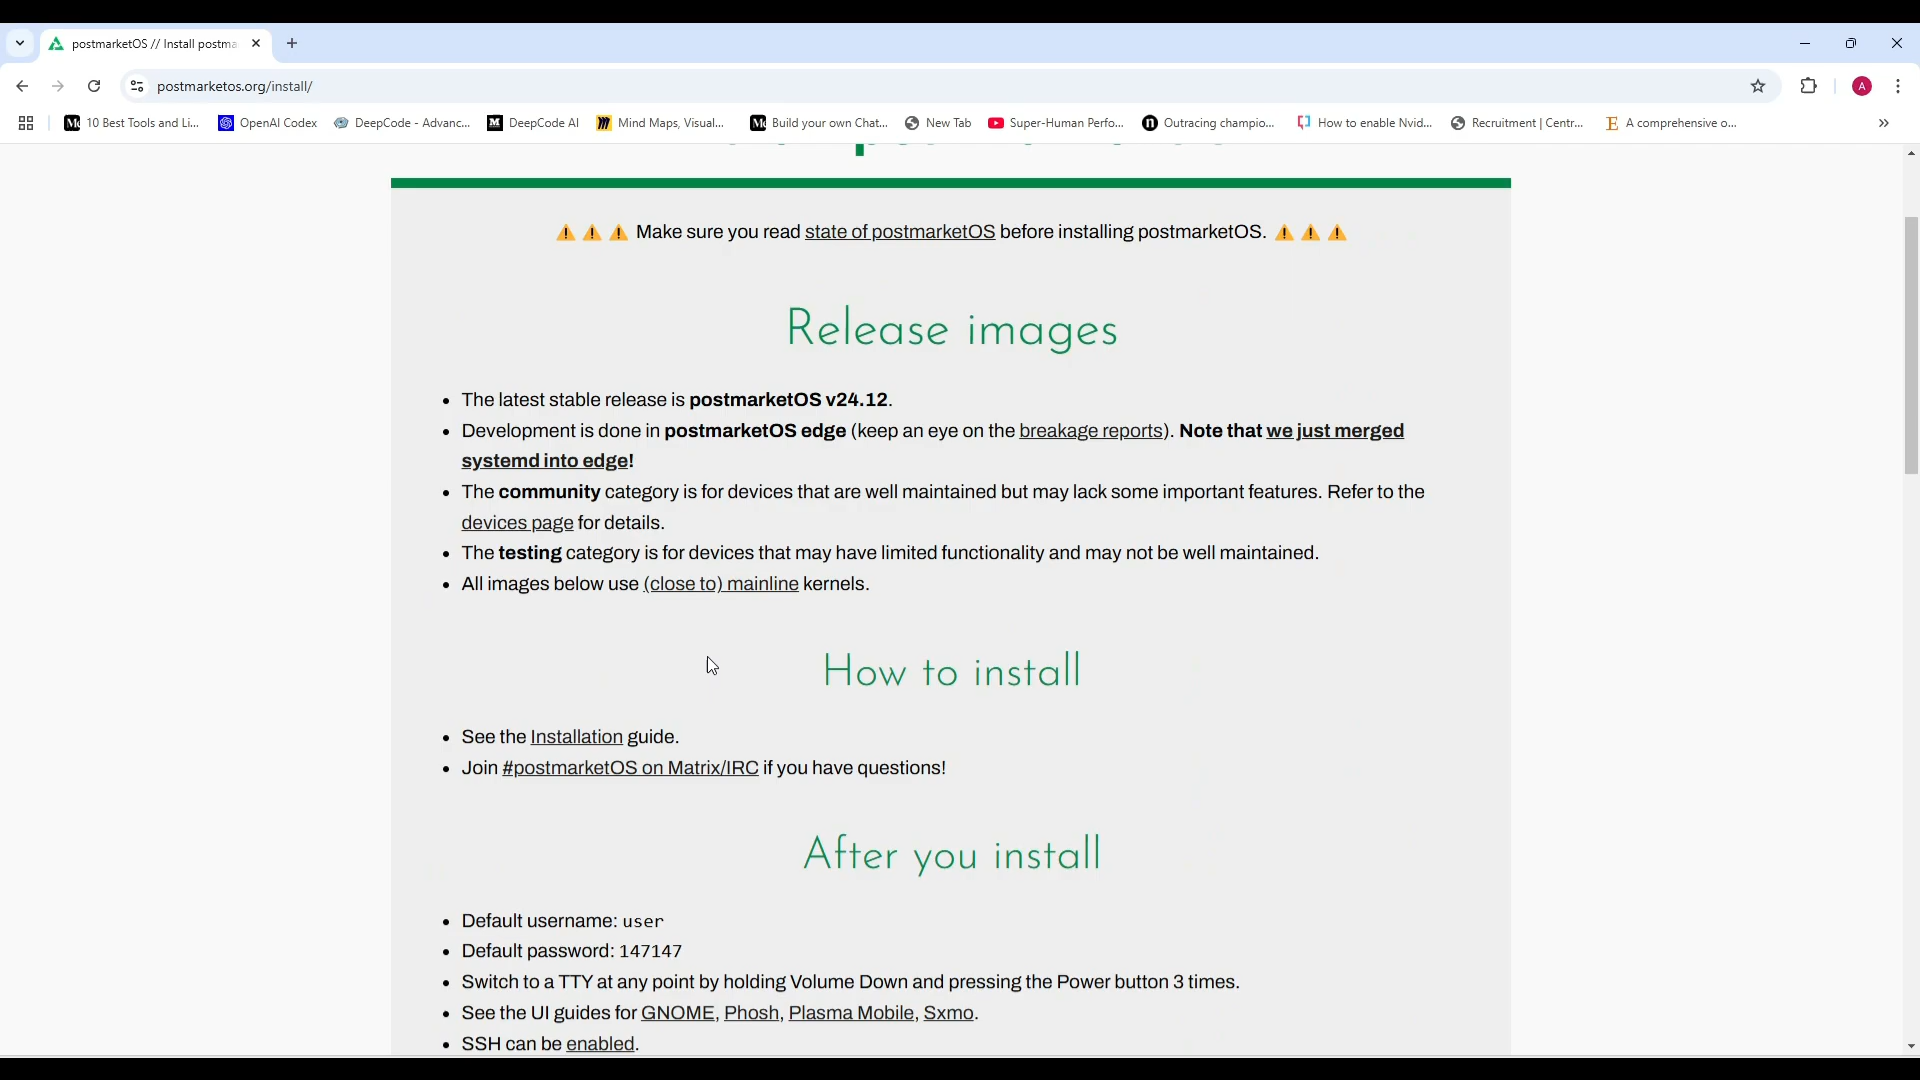 postmarketOS // Install postma
postmarketos.org/install/
A
10 Best Tools and Li...
OpenAI Codex
DeepCode - Advanc...
DeepCode AI
Mind Maps, Visual...
Build your own Chat...
New Tab
Super-Human Perfo...
Outracing champio...
How to enable Nvid...
Recruitment | Centr...
A comprehensive o...
Make sure you read state of postmarketOS before installing postmarketOS.
Release images
• The latest stable release is postmarketOS v24.12.
• Development is done in postmarketOS edge (keep an eye on the breakage reports). Note that we just merged
systemd into edge!
• The community category is for devices that are well maintained but may lack some important features. Refer to the
devices page for details.
• The testing category is for devices that may have limited functionality and may not be well maintained.
• All images below use (close to) mainline kernels.
How to install
• See the Installation guide.
• Join #postmarketOS on Matrix/IRC if you have questions!
After you install
• Default username: user
• Default password: 147147
• Switch to a TTY at any point by holding Volume Down and pressing the Power button 3 times.
• See the UI guides for GNOME, Phosh, Plasma Mobile, Sxmo.
• SSH can be enabled.